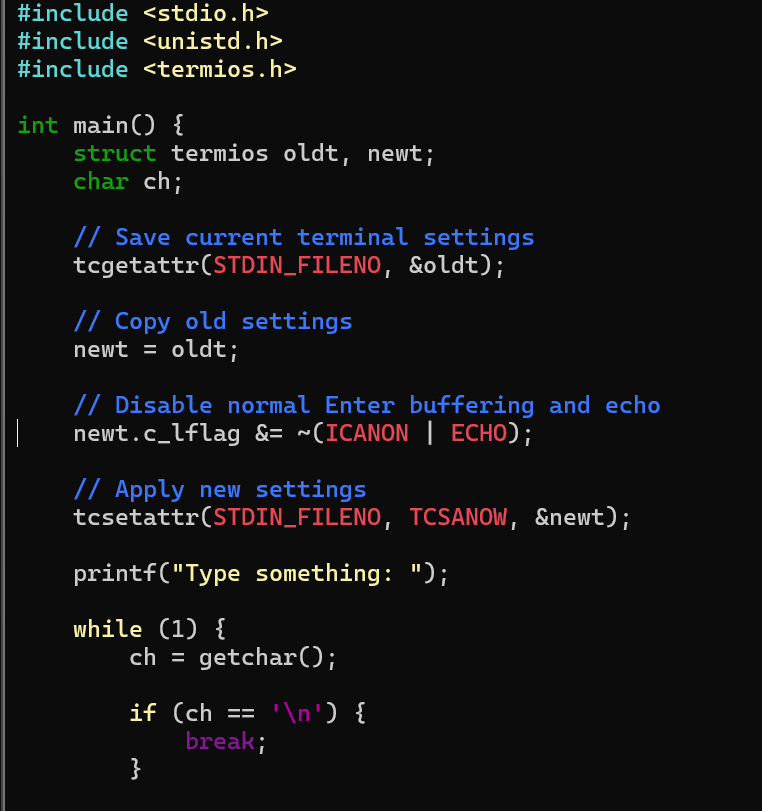 #include <stdio.h>
#include <unistd.h>
#include <termios.h>

int main() {
    struct termios oldt, newt;
    char ch;

    // Save current terminal settings
    tcgetattr(STDIN_FILENO, &oldt);

    // Copy old settings
    newt = oldt;

    // Disable normal Enter buffering and echo
    newt.c_lflag &= ~(ICANON | ECHO);

    // Apply new settings
    tcsetattr(STDIN_FILENO, TCSANOW, &newt);

    printf("Type something: ");

    while (1) {
        ch = getchar();

        if (ch == '\n') {
            break;
        }